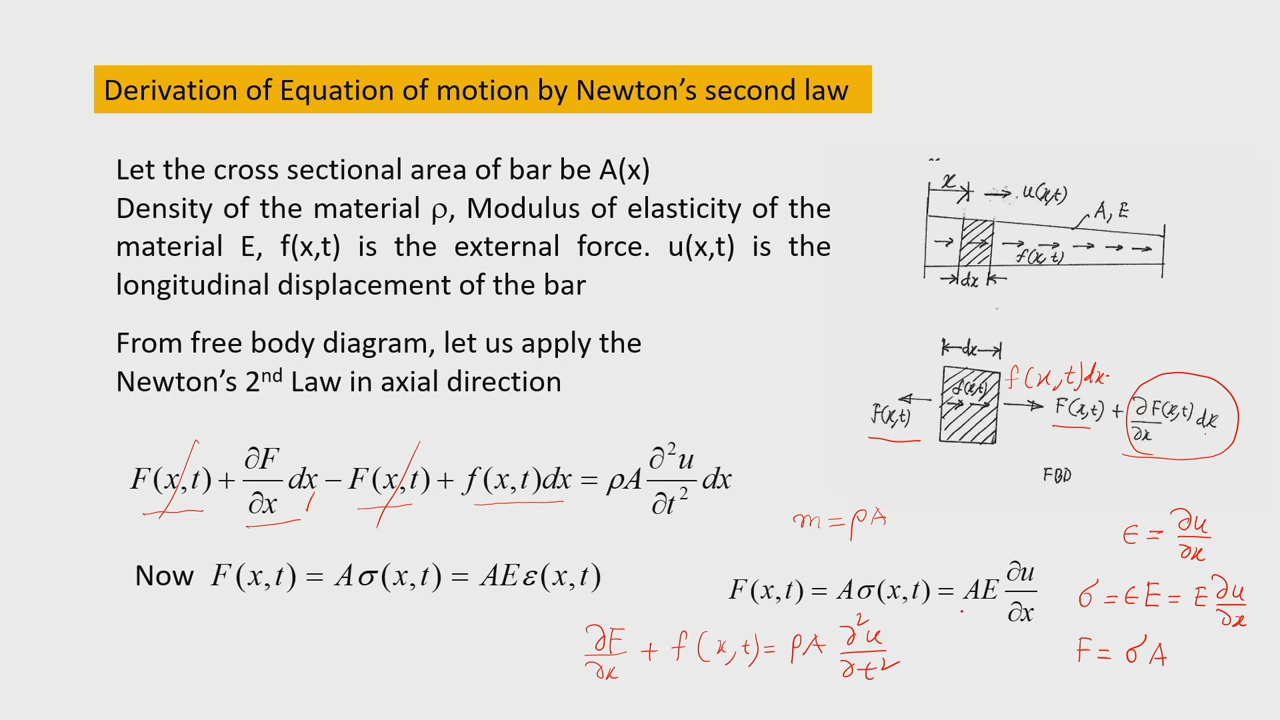 Derivation of Equation of motion by Newton's second law
Let the cross sectional area of bar be A(x)
Density of the material ρ, Modulus of elasticity of the
material E, f(x,t) is the external force. u(x,t) is the
longitudinal displacement of the bar
From free body diagram, let us apply the
Newton's 2nd Law in axial direction
F(x,t) + ∂F/∂x dx − F(x,t) + f(x,t)dx = ρA ∂²u/∂t² dx
Now F(x,t) = Aσ(x,t) = AEε(x,t)
x
u(x,t)
A, E
f(x,t)
dx
dx
f(x,t)dx
f(x,t)
F(x,t)
F(x,t) + ∂F(x,t)/∂x dx
FBD
m = ρA
ϵ = ∂u/∂x
F(x,t) = Aσ(x,t) = AE ∂u/∂x
σ = ϵE = E ∂u/∂x
∂F/∂x + f(x,t) = ρA ∂²u/∂t²
F = σA